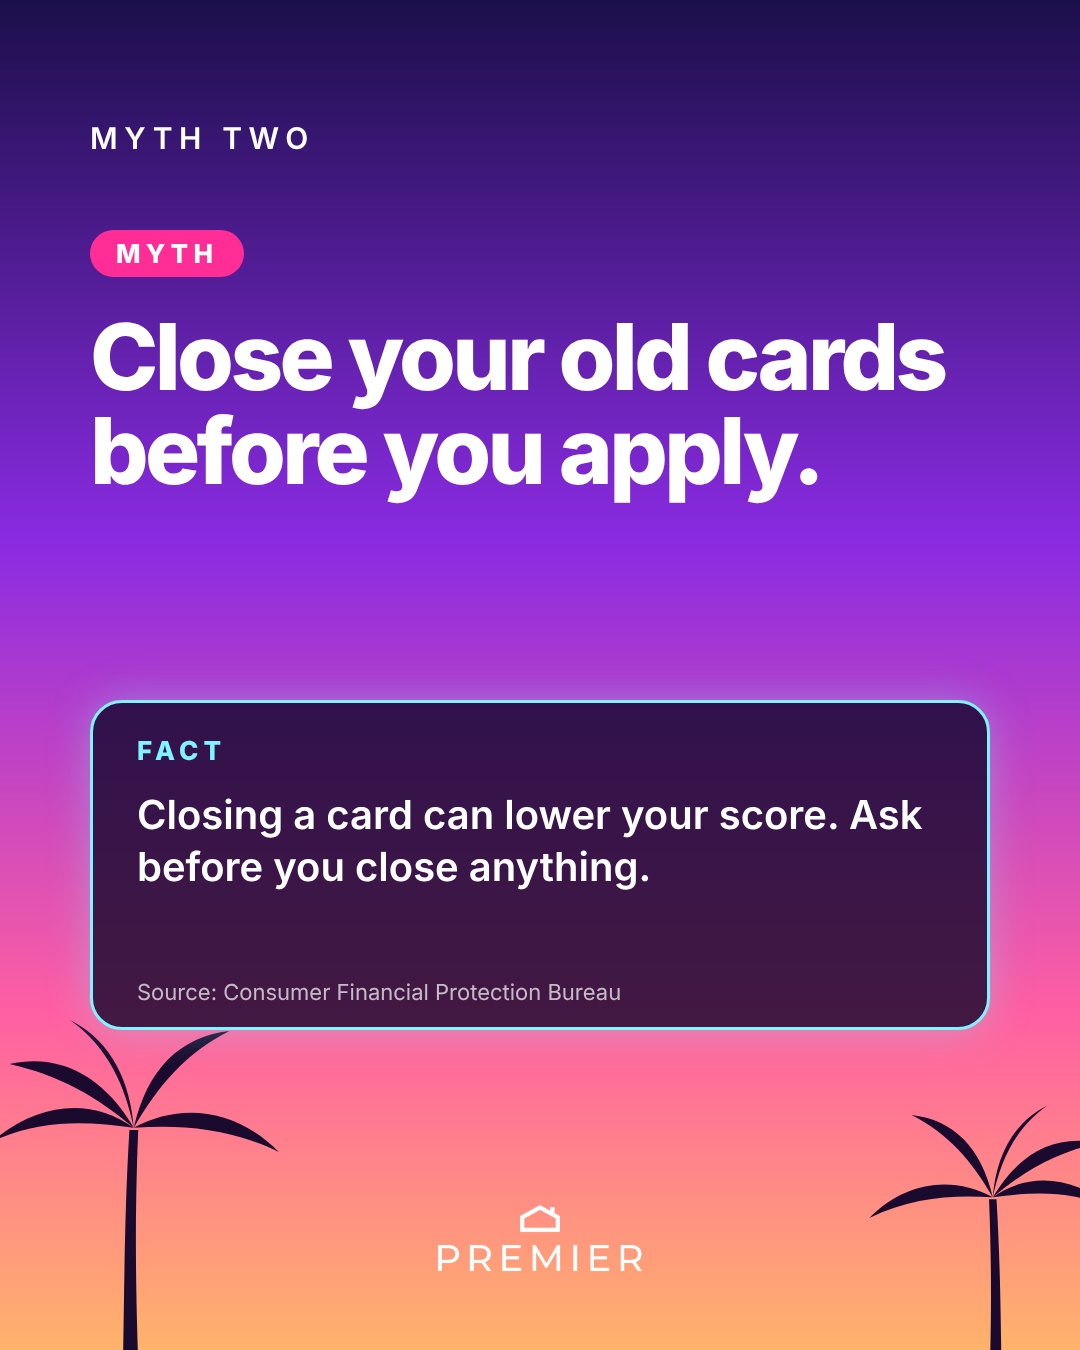 MYTH TWO
MYTH
Close your old cards
before you apply.
FACT
Closing a card can lower your score. Ask
before you close anything.
Source: Consumer Financial Protection Bureau
PREMIER